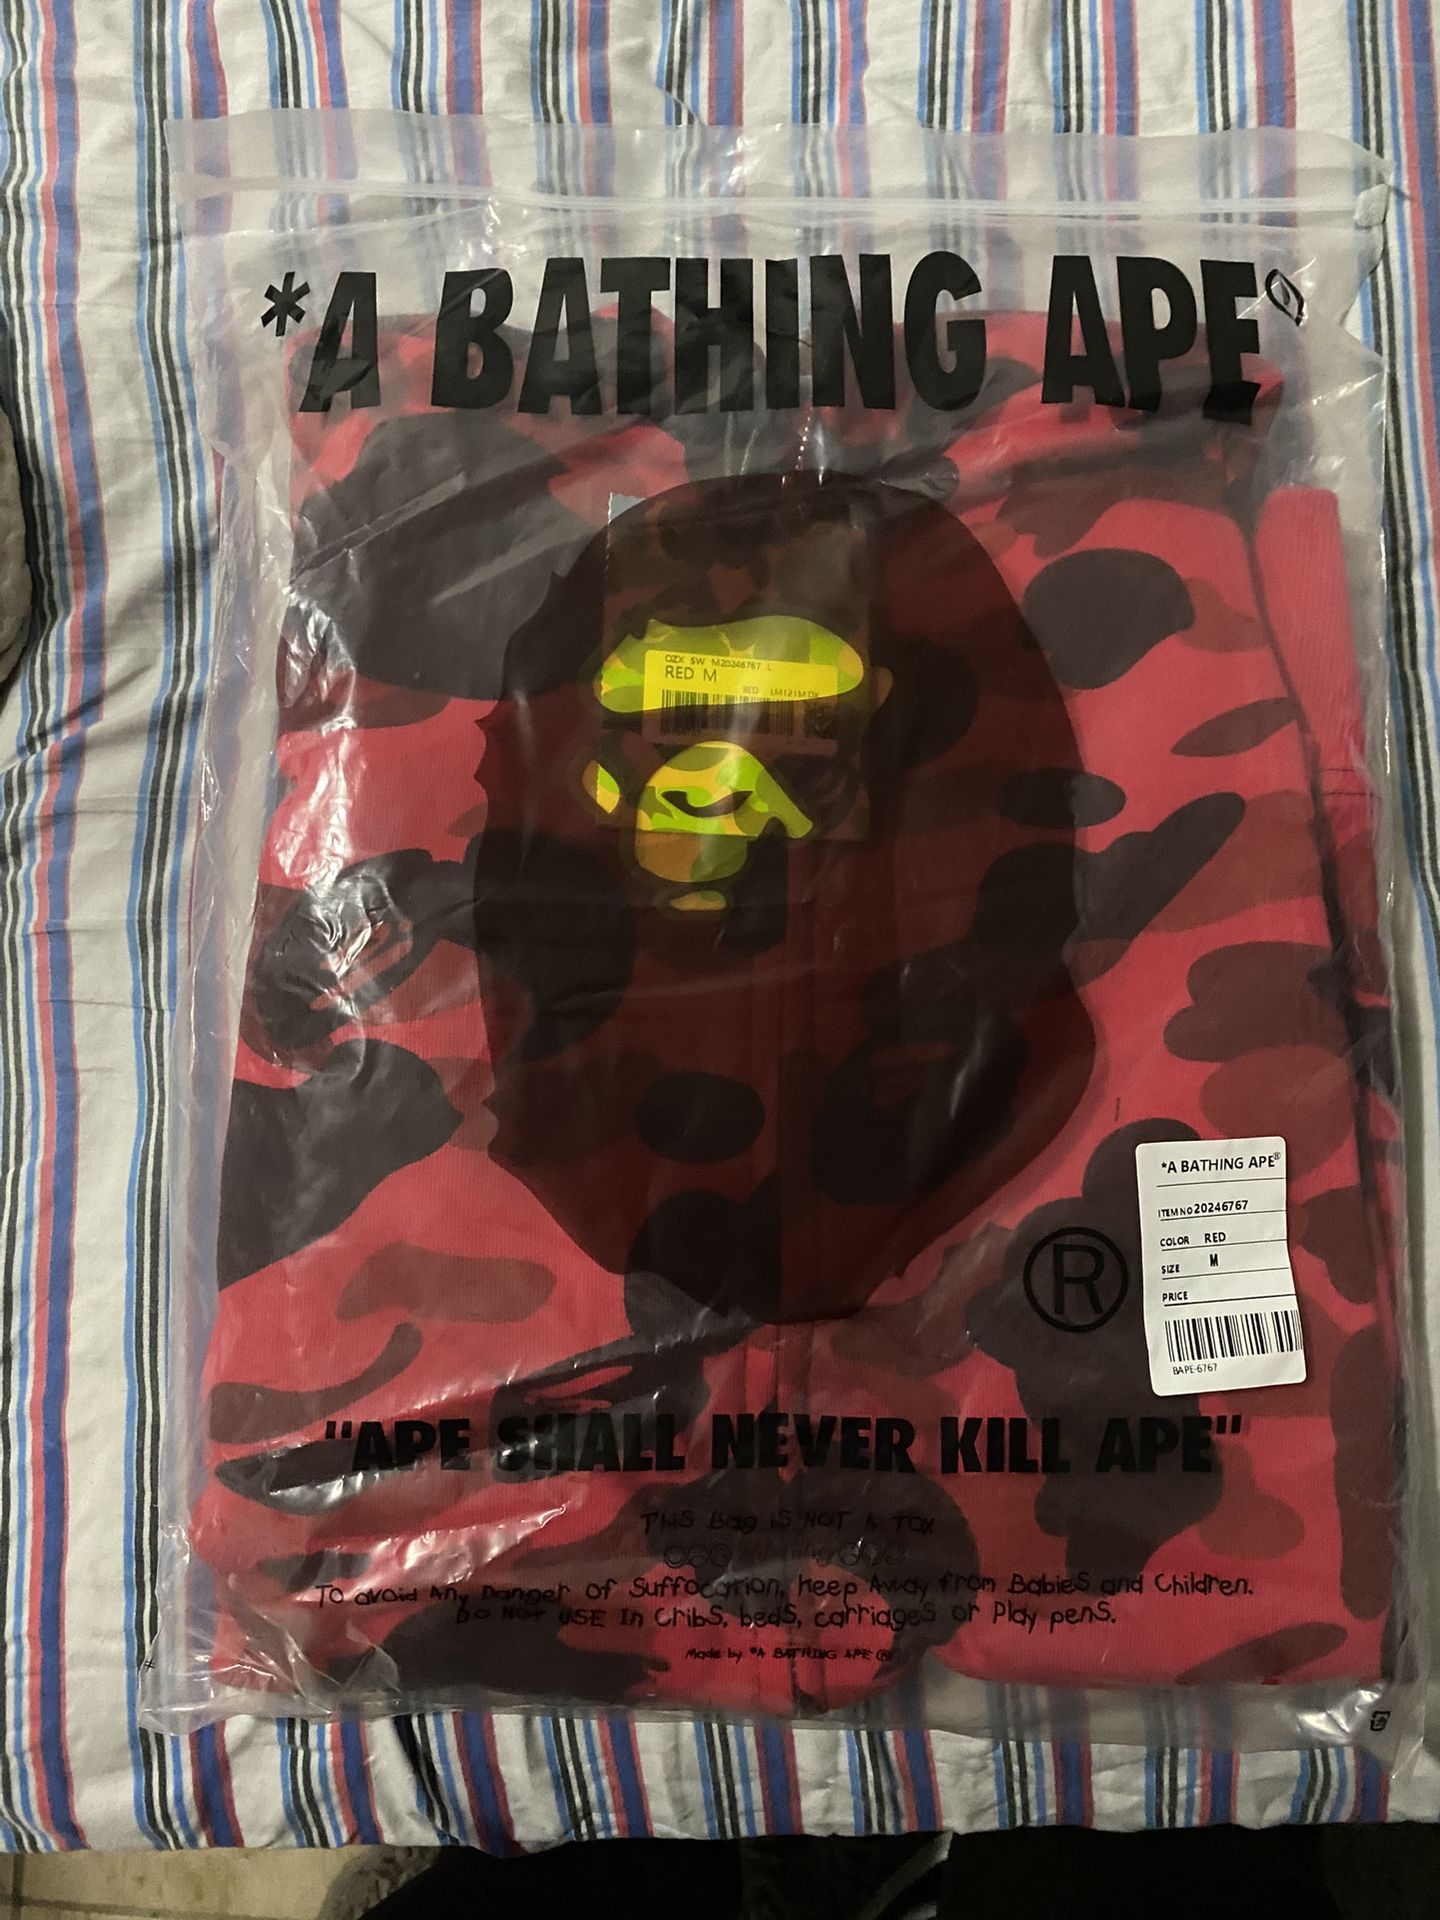 *A BATHING APE®
OZX SW M20246767 L
RED M
RED LM121M DX
*A BATHING APE®
ITEM NO 20246767
COLOR RED
SIZE M
PRICE
BAPE-6767
®
"APE SHALL NEVER KILL APE"
This Bag iS NOT A TOY
TO avoid Any Danger of Suffocation, keep Away from Babies and Children.
Do NOT USE In Cribs, beds, carriages or Play pens.
Made by *A BATHING APE®